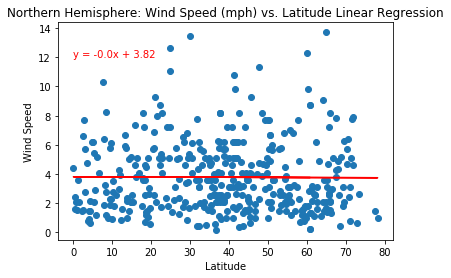 Northern Hemisphere: Wind Speed (mph) vs. Latitude Linear Regression
14
12
10
8
6
4
2
0
y = -0.0x + 3.82
Wind Speed
0 10 20 30 40 50 60 70 80
Latitude